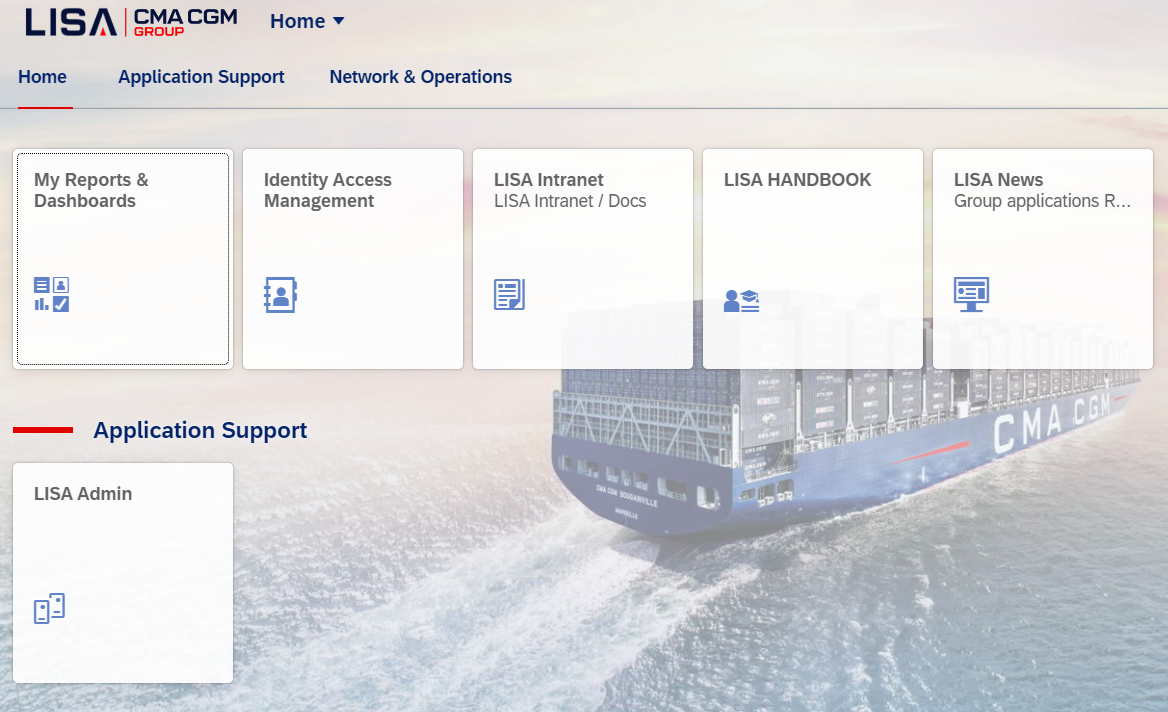 LISA CMA CGM
GROUP
Home
Home Application Support Network & Operations
My Reports &
Dashboards
Identity Access
Management
LISA Intranet
LISA Intranet / Docs
LISA HANDBOOK
LISA News
Group applications R...
CMA CGM
CMA CGM BOUGAINVILLE
MARSEILLE
Application Support
LISA Admin